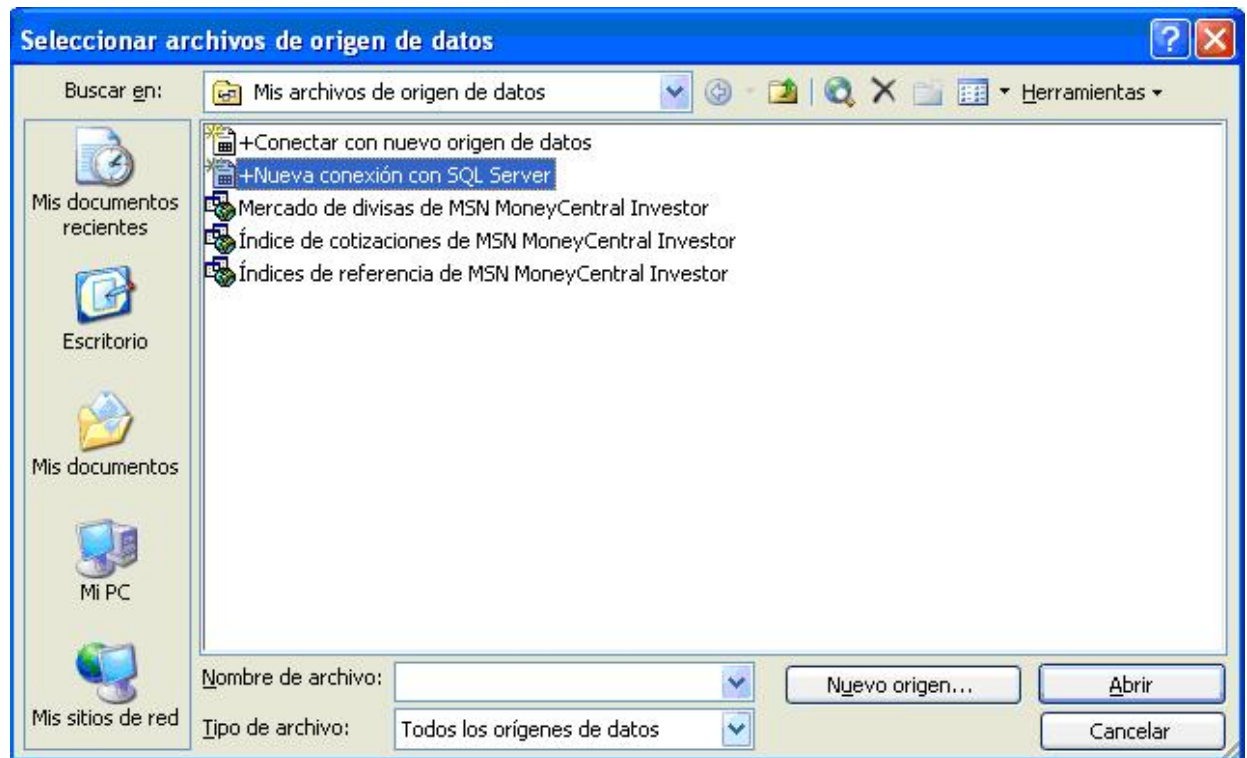 Seleccionar archivos de origen de datos
Buscar en:
Mis archivos de origen de datos
Herramientas
+Conectar con nuevo origen de datos
+Nueva conexión con SQL Server
Mercado de divisas de MSN MoneyCentral Investor
Índice de cotizaciones de MSN MoneyCentral Investor
Índices de referencia de MSN MoneyCentral Investor
Mis documentos
recientes
Escritorio
Mis documentos
Mi PC
Mis sitios de red
Nombre de archivo:
Nuevo origen...
Abrir
Tipo de archivo:
Todos los orígenes de datos
Cancelar